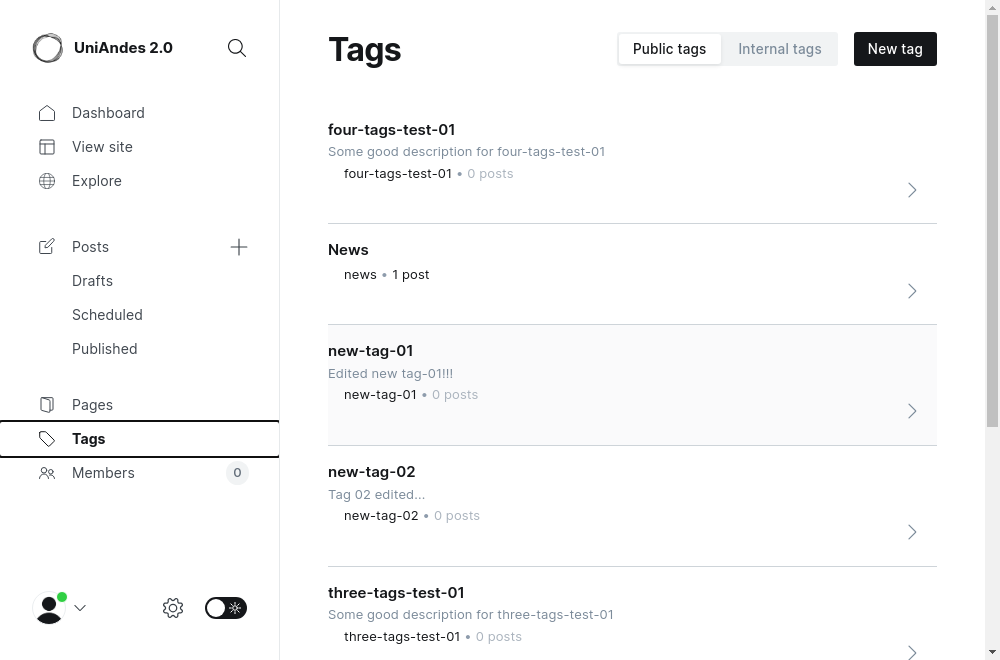 UniAndes 2.0
Dashboard
View site
Explore
Posts
Drafts
Scheduled
Published
Pages
Tags
Members 0
Tags
Public tags Internal tags New tag
four-tags-test-01
Some good description for four-tags-test-01
four-tags-test-01 • 0 posts
News
news • 1 post
new-tag-01
Edited new tag-01!!!
new-tag-01 • 0 posts
new-tag-02
Tag 02 edited...
new-tag-02 • 0 posts
three-tags-test-01
Some good description for three-tags-test-01
three-tags-test-01 • 0 posts